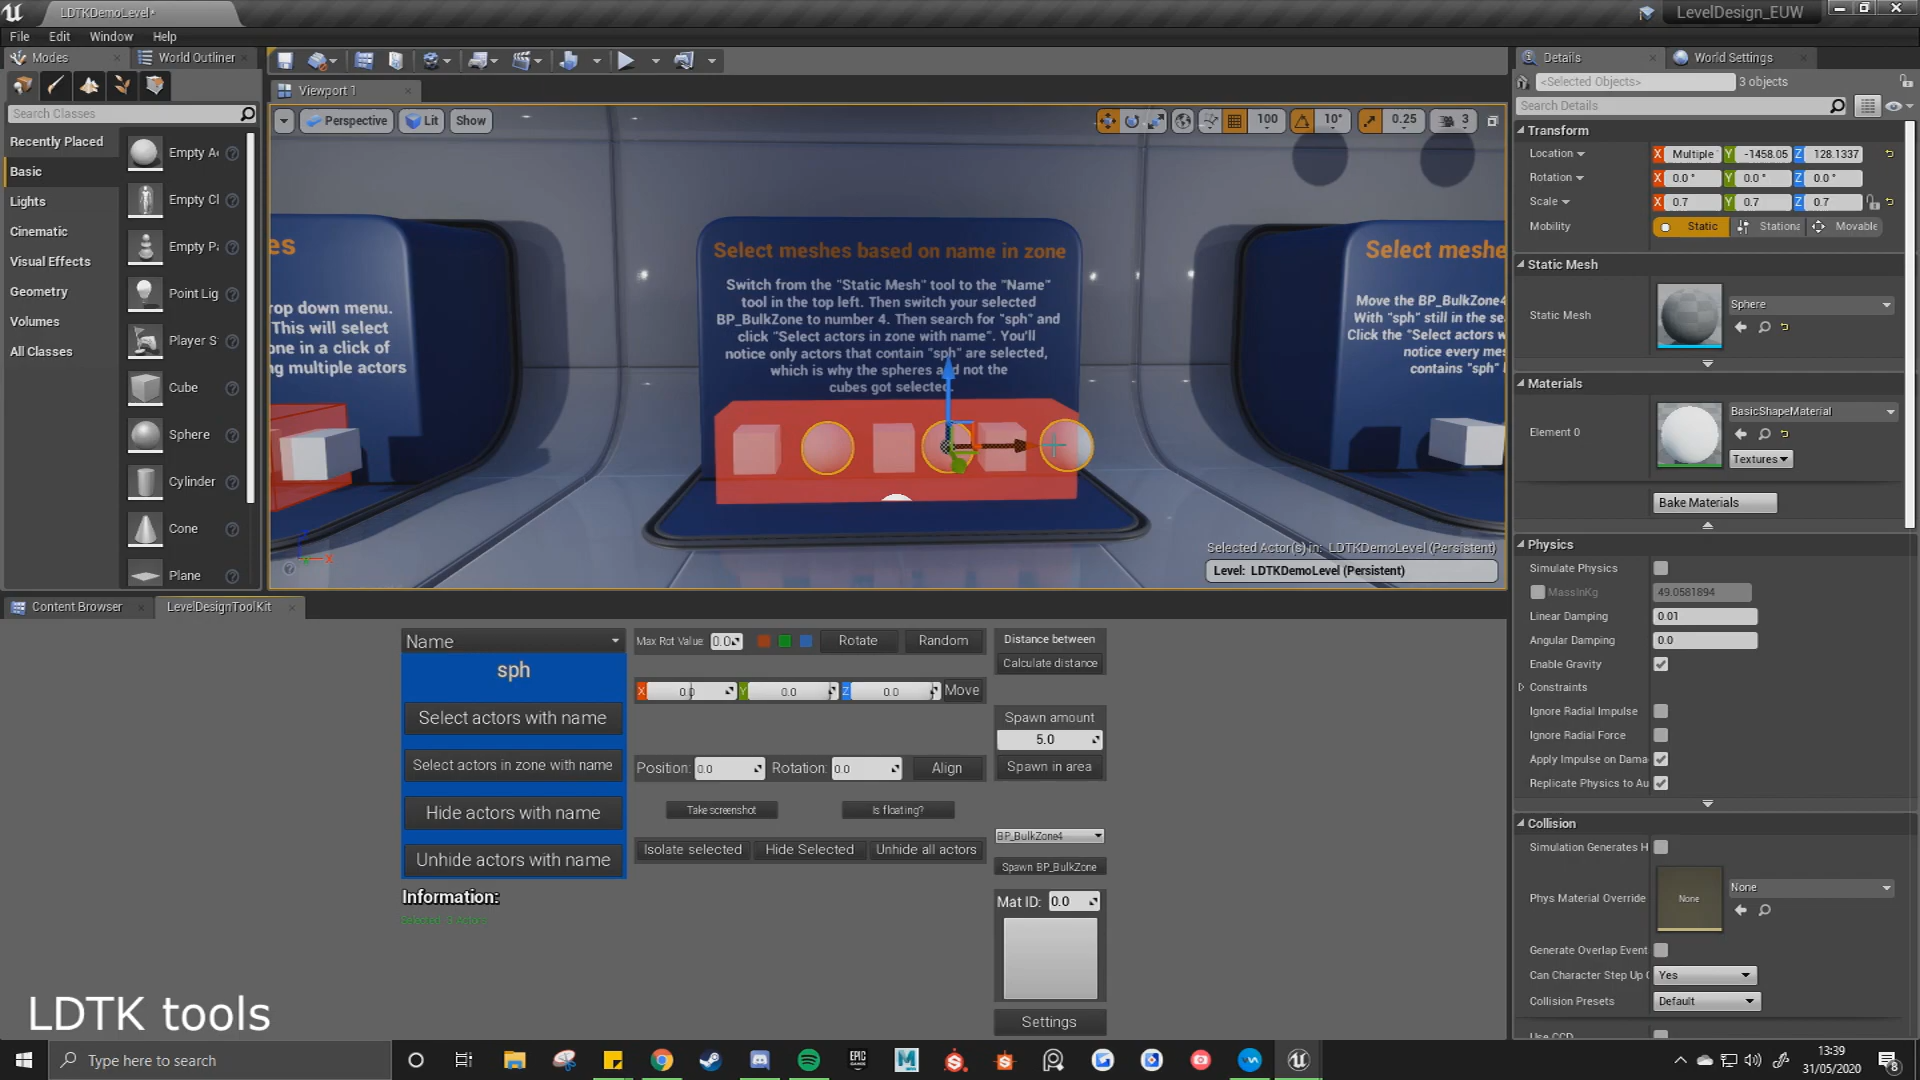 LDTKDemoLevel*
LevelDesign_EUW
File Edit Window Help
Modes
World Outliner
Search Classes
Recently Placed
Basic
Lights
Cinematic
Visual Effects
Geometry
Volumes
All Classes
Empty A
Empty Cl
Empty Pa
Point Lig
Player S
Cube
Sphere
Cylinder
Cone
Plane
Viewport 1
Perspective
Lit
Show
100
10°
0.25
3
es
rop down menu.
This will select
one in a click of
g multiple actors
Select meshes based on name in zone
Switch from the "Static Mesh" tool to the "Name"
tool in the top left. Then switch your selected
BP_BulkZone to number 4. Then search for "sph" and
click "Select actors in zone with name". You'll
notice only actors that contain "sph" are selected,
which is why the spheres and not the
cubes got selected.
Select meshe
Move the BP_BulkZone4
With "sph" still in the se
Click the "Select actors w
notice every me
contains "sph"
Selected Actor(s) in: LDTKDemoLevel (Persistent)
Level: LDTKDemoLevel (Persistent)
Details
World Settings
<Selected Objects>
3 objects
Search Details
Transform
Location
X Multiple Y -1458.05 Z 128.1337
Rotation
X 0.0 ° Y 0.0 ° Z 0.0 °
Scale
X 0.7 Y 0.7 Z 0.7
Mobility
Static
Stationa
Movable
Static Mesh
Static Mesh
Sphere
Materials
Element 0
BasicShapeMaterial
Textures
Bake Materials
Physics
Simulate Physics
MassInKg
49.0581894
Linear Damping
0.01
Angular Damping
0.0
Enable Gravity
Constraints
Ignore Radial Impulse
Ignore Radial Force
Apply Impulse on Dama
Replicate Physics to Au
Collision
Simulation Generates H
Phys Material Override
None
None
Generate Overlap Event
Can Character Step Up
Yes
Collision Presets
Default
Use CCD
Content Browser
LevelDesignToolKit
Name
sph
Select actors with name
Select actors in zone with name
Hide actors with name
Unhide actors with name
Information:
Selected: 3 Actors
Max Rot Value: 0.0
Rotate
Random
X 0.0 Y 0.0 Z 0.0 Move
Position: 0.0 Rotation: 0.0 Align
Take screenshot
Is floating?
Isolate selected
Hide Selected
Unhide all actors
Distance between
Calculate distance
Spawn amount
5.0
Spawn in area
BP_BulkZone4
Spawn BP_BulkZone
Mat ID: 0.0
Settings
LDTK tools
Type here to search
EPIC GAMES
13:39
31/05/2020
8